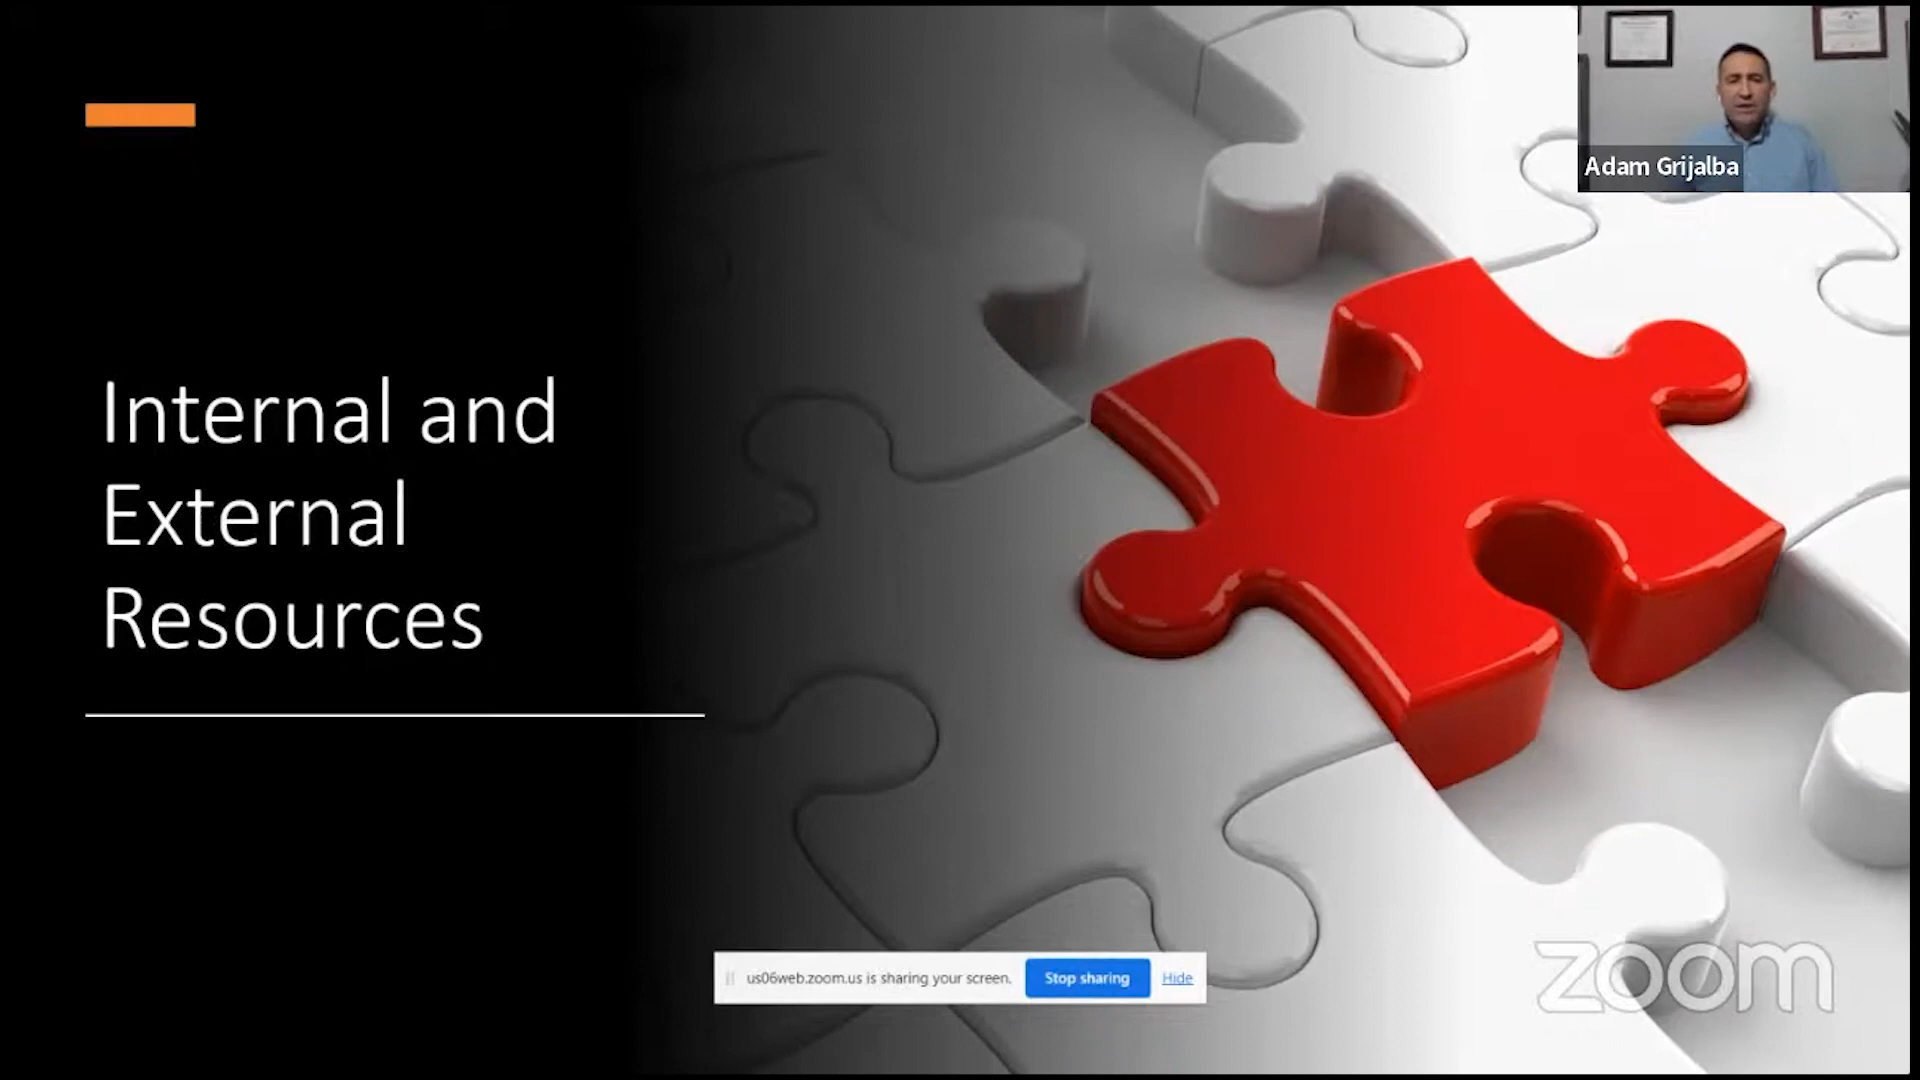 Adam Grijalba
Internal and
External
Resources
us06web.zoom.us is sharing your screen. Stop sharing Hide
zoom